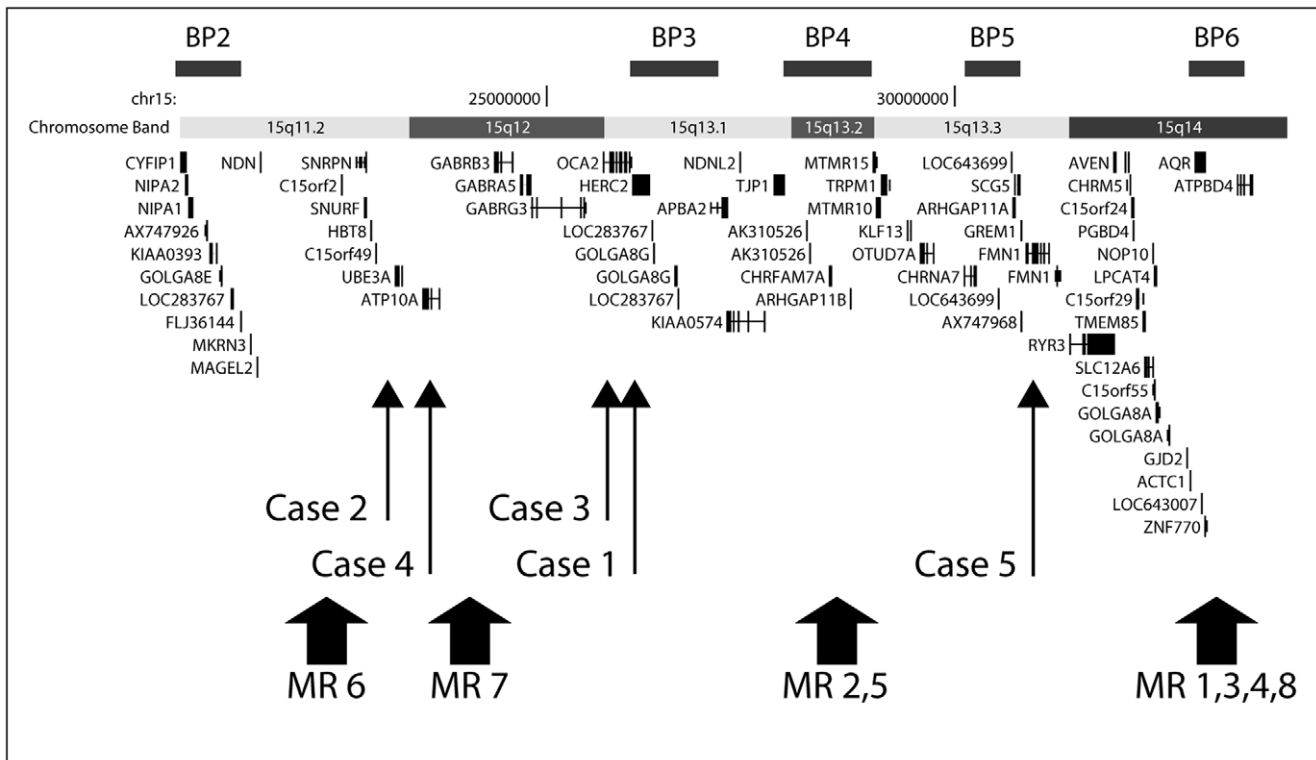 BP2 BP3 BP4 BP5 BP6
chr15: 25000000 30000000
Chromosome Band 15q11.2 15q12 15q13.1 15q13.2 15q13.3 15q14
CYFIP1 NDN SNRPN GABRB3 OCA2 NDNL2 MTMR15 LOC643699 AVEN AQR
NIPA2 C15orf2 GABRA5 HERC2 TJP1 TRPM1 SCG5 CHRM5 ATPBD4
NIPA1 SNURF GABRG3 APBA2 MTMR10 ARHGAP11A C15orf24
AX747926 HBT8 LOC283767 AK310526 KLF13 GREM1 PGBD4
KIAA0393 C15orf49 GOLGA8G AK310526 OTUD7A FMN1 NOP10
GOLGA8E UBE3A GOLGA8G CHRFAM7A CHRNA7 FMN1 LPCAT4
LOC283767 ATP10A LOC283767 ARHGAP11B LOC643699 C15orf29
FLJ36144 KIAA0574 AX747968 TMEM85
MKRN3 RYR3
MAGEL2 SLC12A6
C15orf55
GOLGA8A
GOLGA8A
GJD2
ACTC1
Case 2 Case 3 LOC643007
ZNF770
Case 4 Case 1 Case 5
MR 6 MR 7 MR 2,5 MR 1,3,4,8